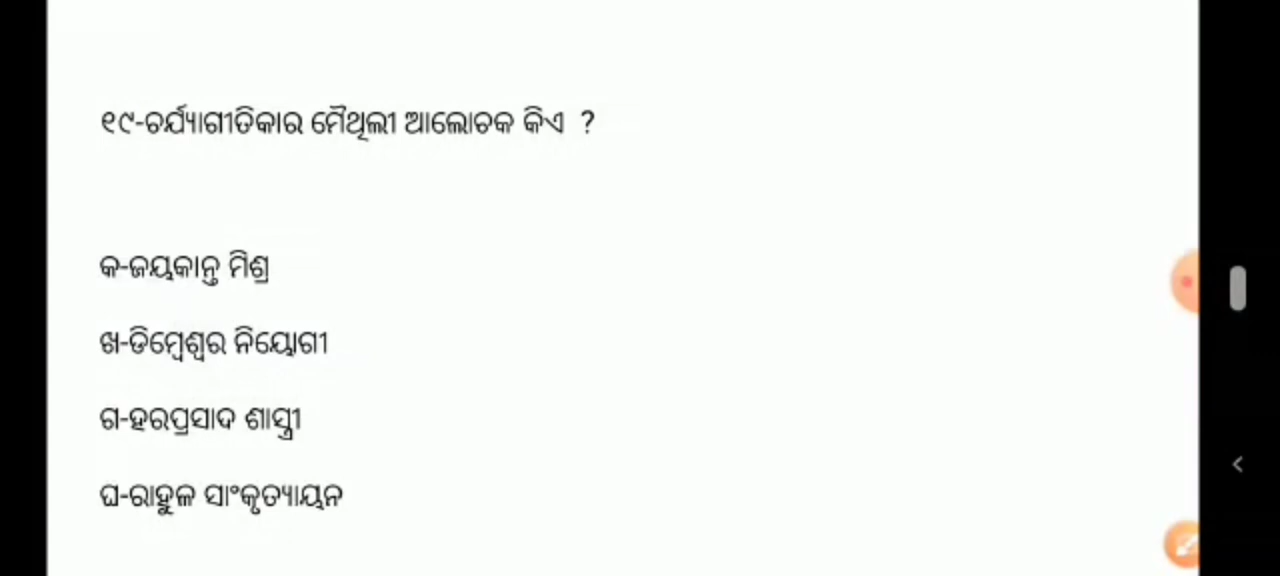 ୧୯-ଚର୍ଯ୍ୟାଗୀତିକାର ମୈଥିଲୀ ଆଲୋଚକ କିଏ ?
କ-ଜୟକାନ୍ତ ମିଶ୍ର
ଖ-ଡିମ୍ବେଶ୍ୱର ନିୟୋଗୀ
ଗ-ହରପ୍ରସାଦ ଶାସ୍ତ୍ରୀ
ଘ-ରାହୁଳ ସାଂକୃତ୍ୟାୟନ